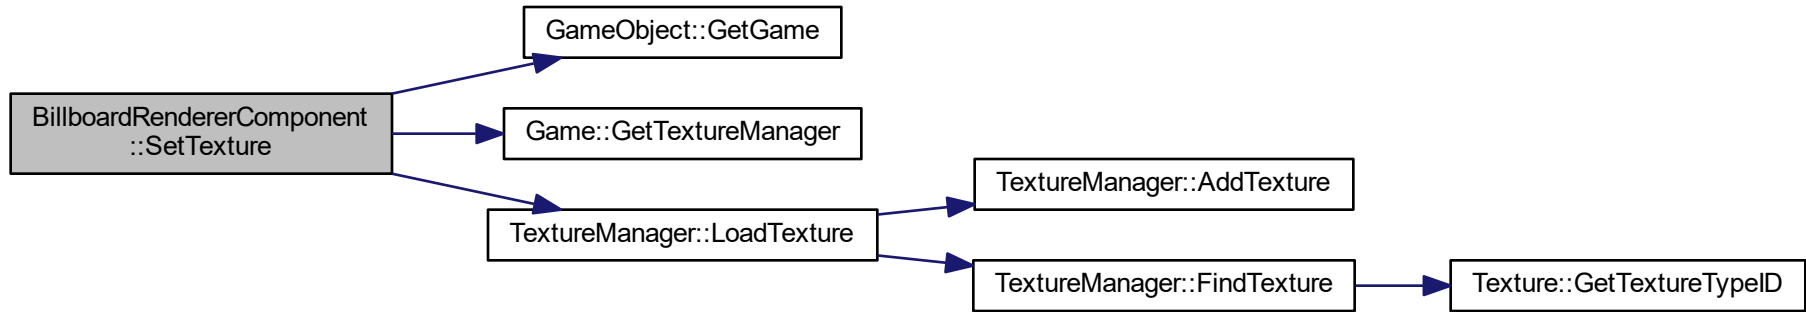 GameObject::GetGame
BillboardRendererComponent
::SetTexture
Game::GetTextureManager
TextureManager::LoadTexture
TextureManager::AddTexture
TextureManager::FindTexture
Texture::GetTextureTypeID